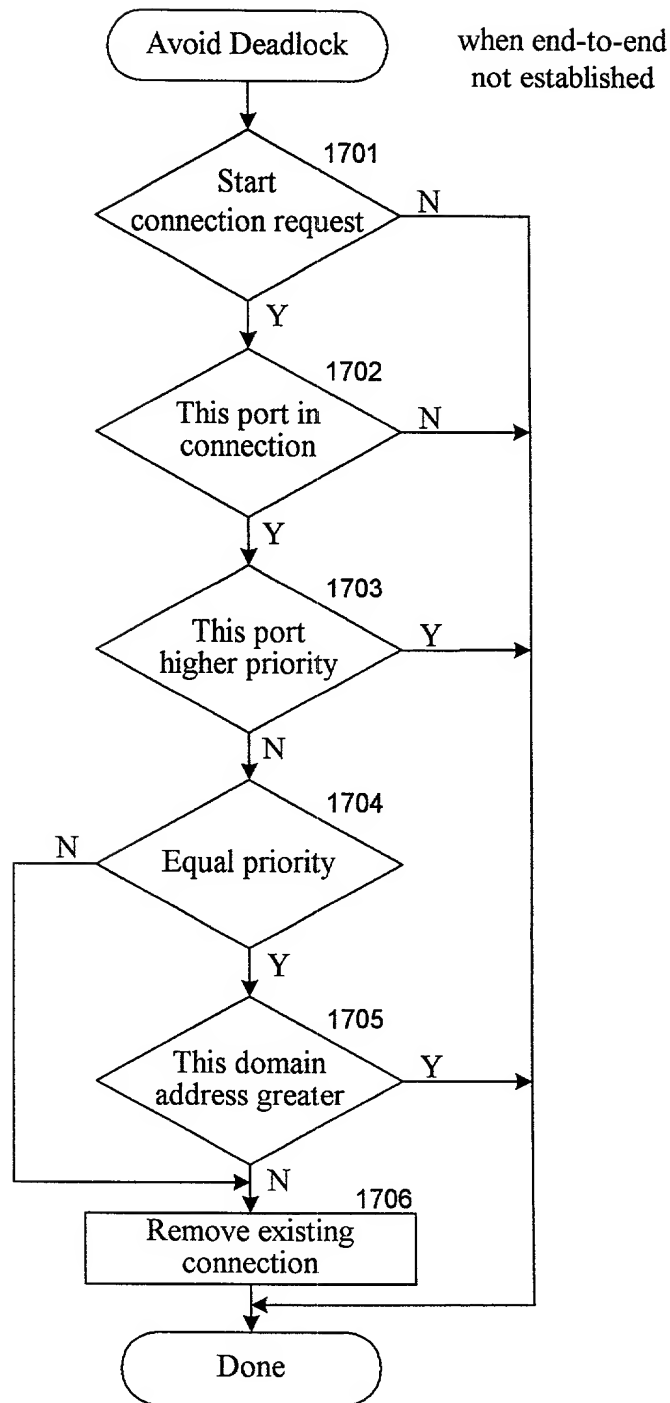 Avoid Deadlock
when end-to-end
not established
1701
Start
connection request
N
Y
1702
This port in
connection
N
Y
1703
This port
higher priority
Y
N
1704
N
Equal priority
Y
1705
This domain
address greater
Y
N
1706
Remove existing
connection
Done